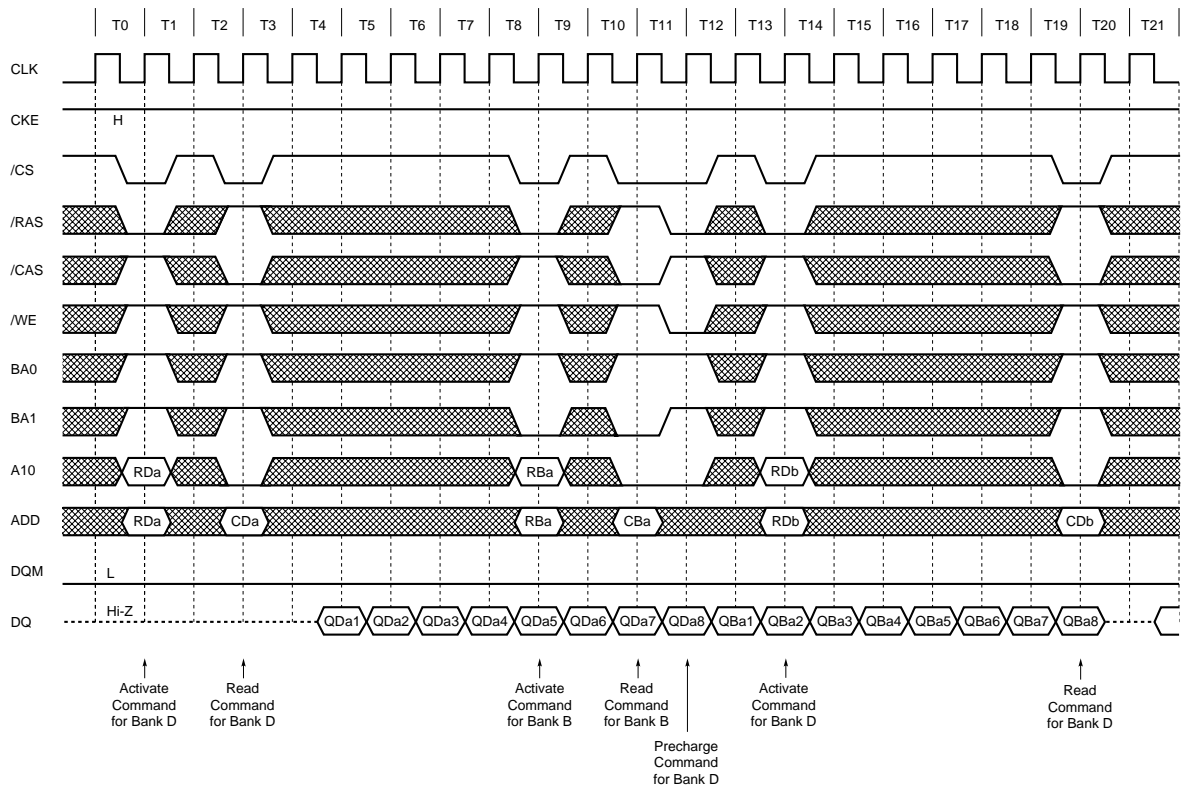 T0 T1 T2 T3 T4 T5 T6 T7 T8 T9 T10 T11 T12 T13 T14 T15 T16 T17 T18 T19 T20 T21
CLK
CKE H
/CS
/RAS
/CAS
/WE
BA0
BA1
A10 RDa RBa RDb
ADD RDa CDa RBa CBa RDb CDb
DQM L
DQ Hi-Z QDa1 QDa2 QDa3 QDa4 QDa5 QDa6 QDa7 QDa8 QBa1 QBa2 QBa3 QBa4 QBa5 QBa6 QBa7 QBa8
Activate
Command
for Bank D
Read
Command
for Bank D
Activate
Command
for Bank B
Read
Command
for Bank B
Precharge
Command
for Bank D
Activate
Command
for Bank D
Read
Command
for Bank D